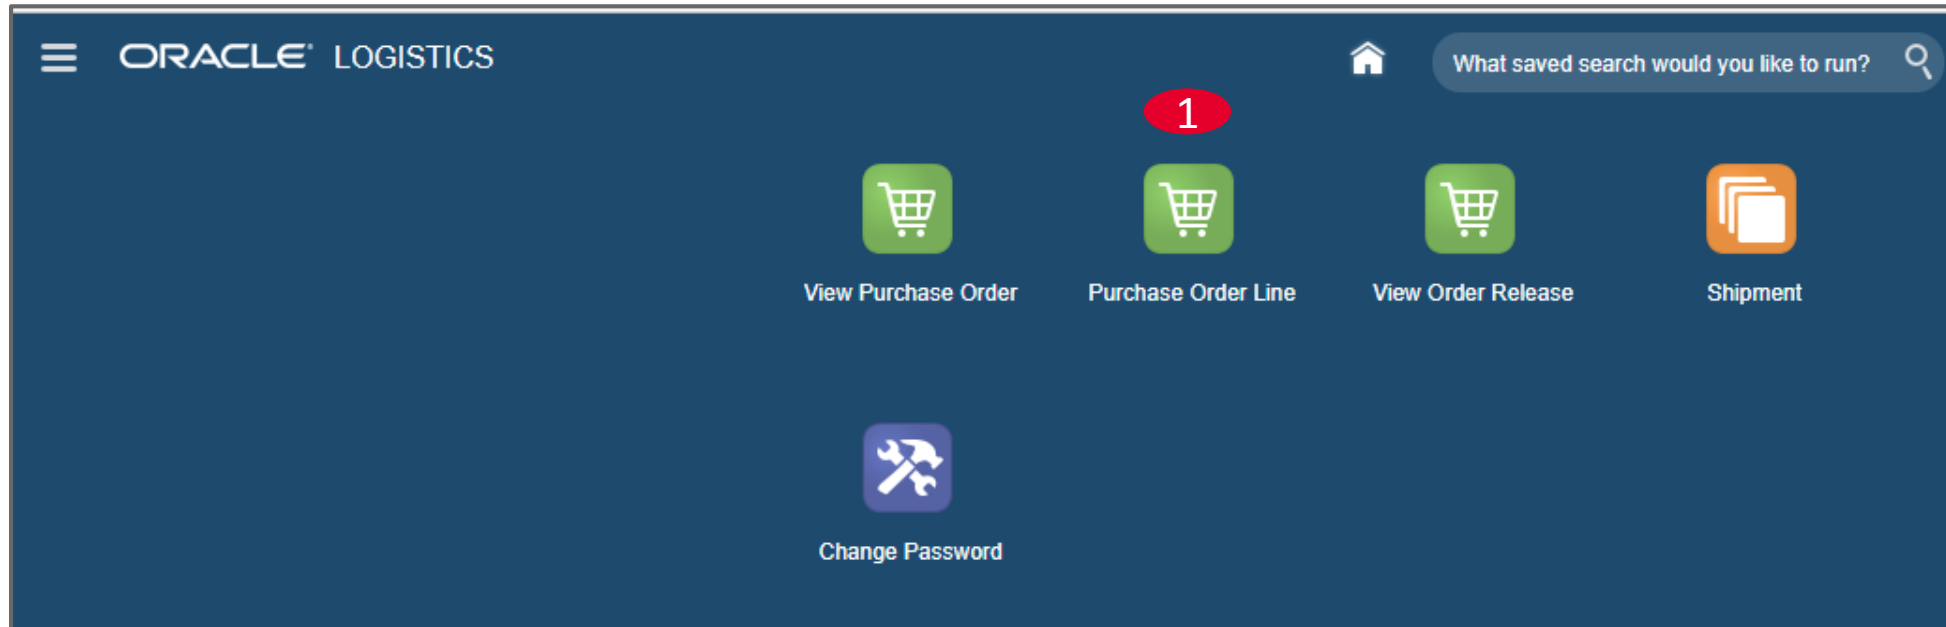 ORACLE LOGISTICS
What saved search would you like to run?
1
View Purchase Order
Purchase Order Line
View Order Release
Shipment
Change Password